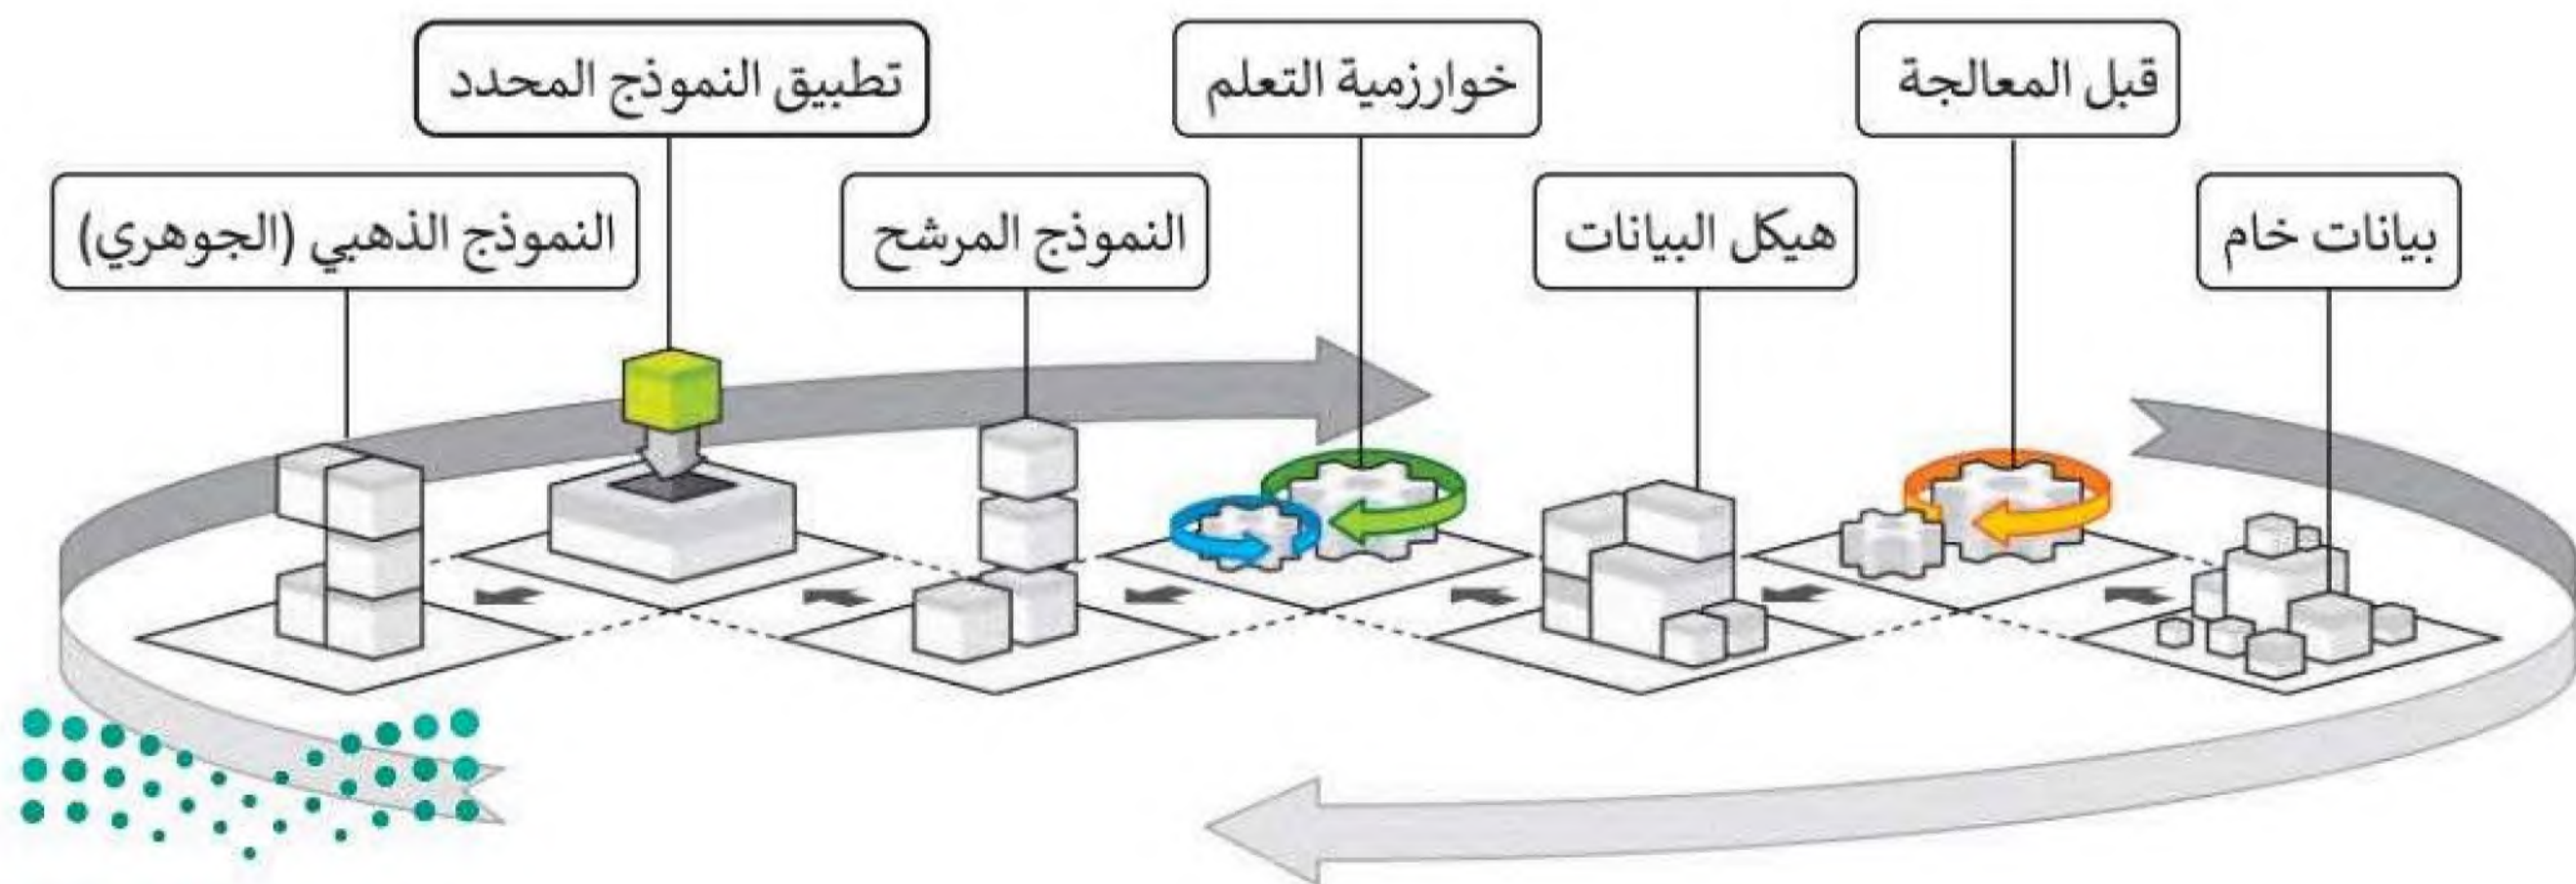 قبل المعالجة
خوارزمية التعلم
تطبيق النموذج المحدد
بيانات خام
هيكل البيانات
النموذج المرشح
النموذج الذهبي (الجوهري)